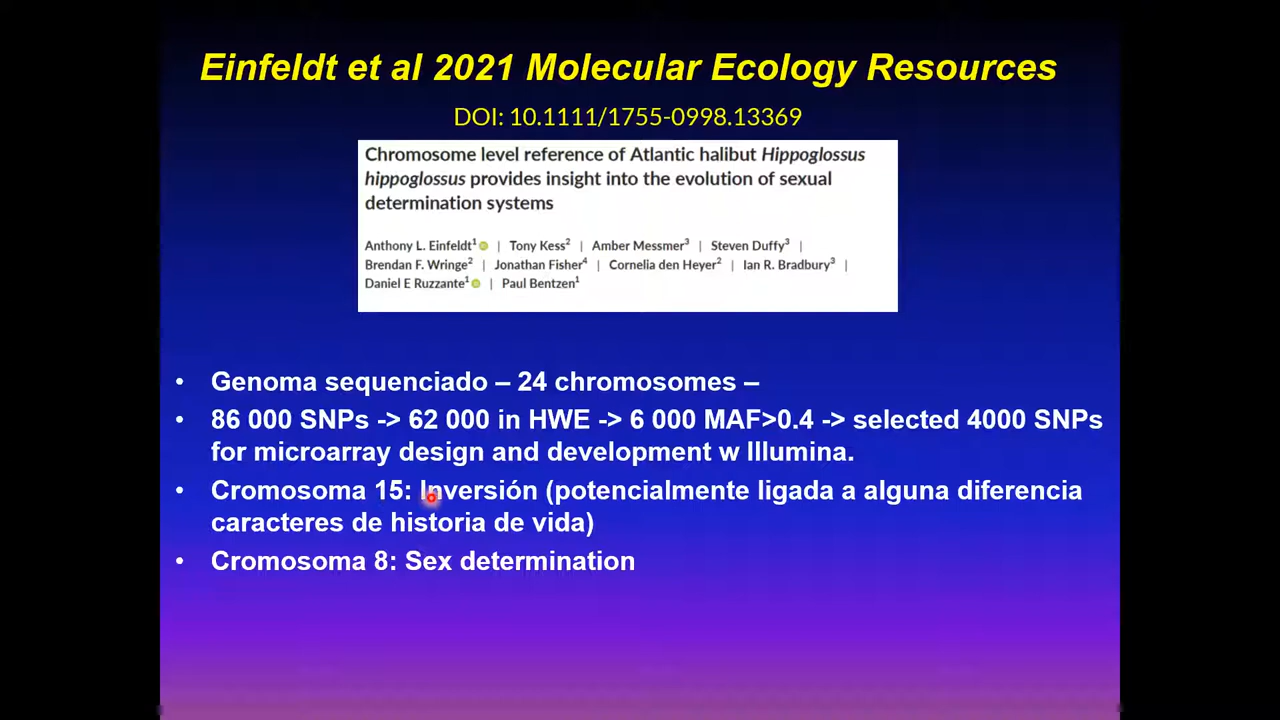 Einfeldt et al 2021 Molecular Ecology Resources
DOI: 10.1111/1755-0998.13369
Chromosome level reference of Atlantic halibut Hippoglossus
hippoglossus provides insight into the evolution of sexual
determination systems
Anthony L. Einfeldt1 | Tony Kess2 | Amber Messmer3 | Steven Duffy3 |
Brendan F. Wringe2 | Jonathan Fisher4 | Cornelia den Heyer2 | Ian R. Bradbury3 |
Daniel E Ruzzante1 | Paul Bentzen1
• Genoma sequenciado – 24 chromosomes –
• 86 000 SNPs -> 62 000 in HWE -> 6 000 MAF>0.4 -> selected 4000 SNPs
for microarray design and development w Illumina.
• Cromosoma 15: Inversión (potencialmente ligada a alguna diferencia
caracteres de historia de vida)
• Cromosoma 8: Sex determination